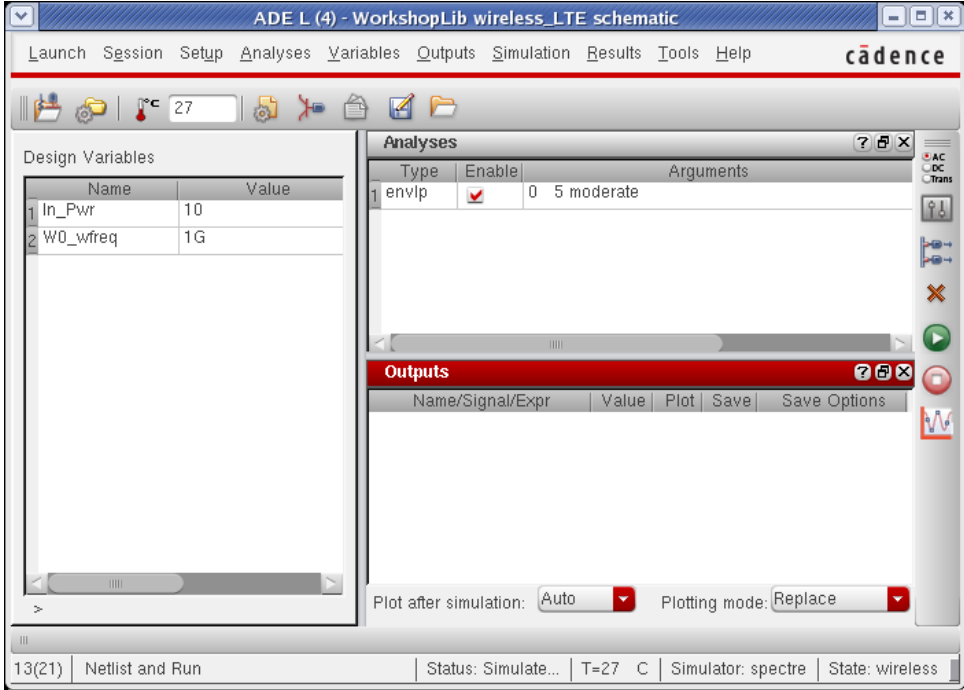 ADE L (4) - WorkshopLib wireless_LTE schematic
Launch Session Setup Analyses Variables Outputs Simulation Results Tools Help cādence
°C 27
Design Variables
Name Value
1 In_Pwr 10
2 W0_wfreq 1G
>
Analyses
Type Enable Arguments
1 envlp 0 5 moderate
AC
DC
Trans
Outputs
Name/Signal/Expr Value Plot Save Save Options
Plot after simulation: Auto Plotting mode: Replace
13(21) Netlist and Run Status: Simulate... T=27 C Simulator: spectre State: wireless